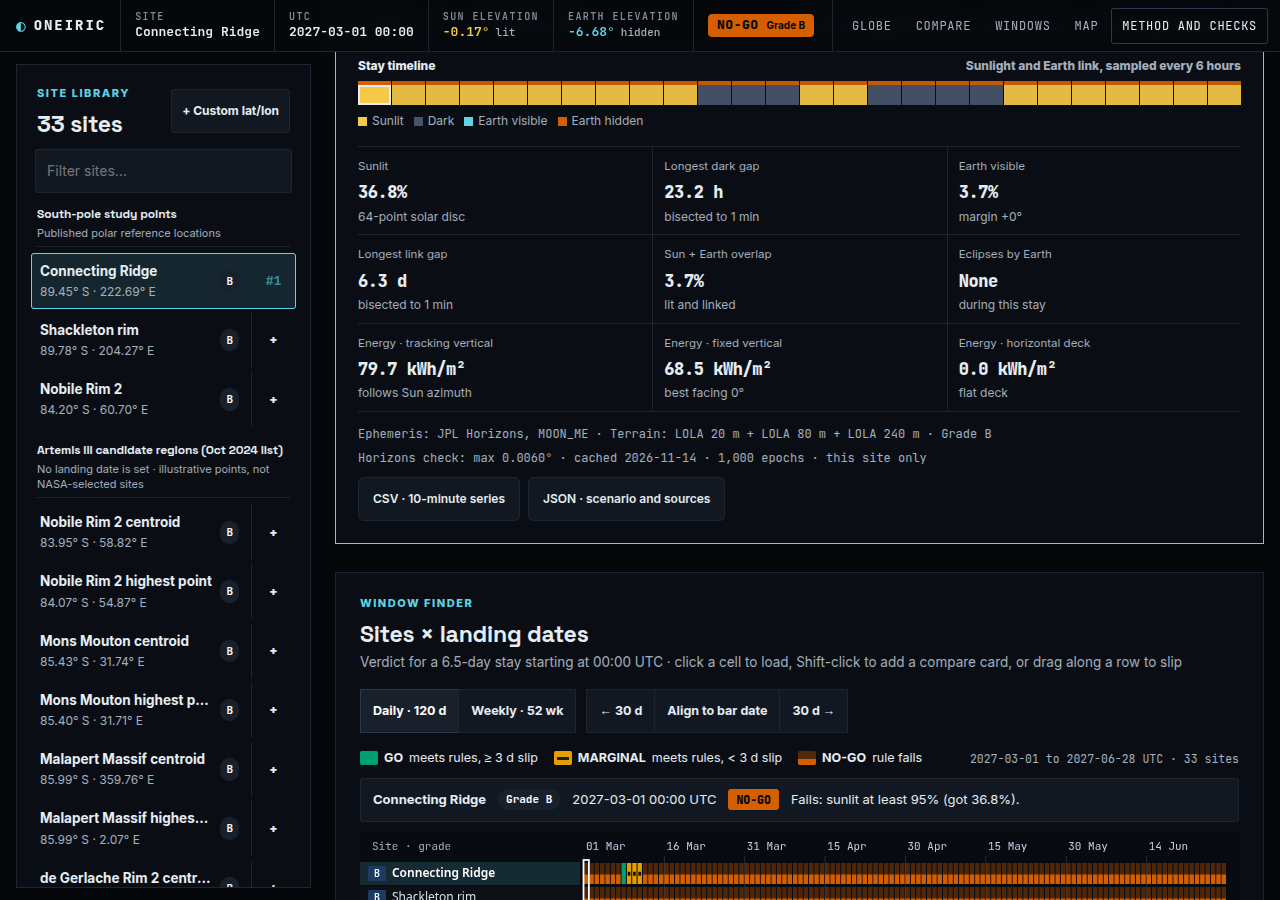 ONEIRIC
SITE
Connecting Ridge
UTC
2027-03-01 00:00
SUN ELEVATION
-0.17° lit
EARTH ELEVATION
-6.68° hidden
NO-GO Grade B
GLOBE
COMPARE
WINDOWS
MAP
METHOD AND CHECKS
SITE LIBRARY
33 sites
+ Custom lat/lon
Filter sites...
South-pole study points
Published polar reference locations
Connecting Ridge
89.45° S · 222.69° E
B
#1
Shackleton rim
89.78° S · 204.27° E
B
+
Nobile Rim 2
84.20° S · 60.70° E
B
+
Artemis III candidate regions (Oct 2024 list)
No landing date is set · illustrative points, not
NASA-selected sites
Nobile Rim 2 centroid
83.95° S · 58.82° E
B
+
Nobile Rim 2 highest point
84.07° S · 54.87° E
B
+
Mons Mouton centroid
85.43° S · 31.74° E
B
+
Mons Mouton highest p...
85.40° S · 31.71° E
B
+
Malapert Massif centroid
85.99° S · 359.76° E
B
+
Malapert Massif highes...
85.99° S · 2.07° E
B
+
de Gerlache Rim 2 centr...
Stay timeline
Sunlight and Earth link, sampled every 6 hours
Sunlit
Dark
Earth visible
Earth hidden
Sunlit
36.8%
64-point solar disc
Longest dark gap
23.2 h
bisected to 1 min
Earth visible
3.7%
margin +0°
Longest link gap
6.3 d
bisected to 1 min
Sun + Earth overlap
3.7%
lit and linked
Eclipses by Earth
None
during this stay
Energy · tracking vertical
79.7 kWh/m²
follows Sun azimuth
Energy · fixed vertical
68.5 kWh/m²
best facing 0°
Energy · horizontal deck
0.0 kWh/m²
flat deck
Ephemeris: JPL Horizons, MOON_ME · Terrain: LOLA 20 m + LOLA 80 m + LOLA 240 m · Grade B
Horizons check: max 0.0060° · cached 2026-11-14 · 1,000 epochs · this site only
CSV · 10-minute series
JSON · scenario and sources
WINDOW FINDER
Sites × landing dates
Verdict for a 6.5-day stay starting at 00:00 UTC · click a cell to load, Shift-click to add a compare card, or drag along a row to slip
Daily · 120 d
Weekly · 52 wk
← 30 d
Align to bar date
30 d →
GO meets rules, ≥ 3 d slip
MARGINAL meets rules, < 3 d slip
NO-GO rule fails
2027-03-01 to 2027-06-28 UTC · 33 sites
Connecting Ridge
Grade B
2027-03-01 00:00 UTC
NO-GO
Fails: sunlit at least 95% (got 36.8%).
Site · grade
01 Mar
16 Mar
31 Mar
15 Apr
30 Apr
15 May
30 May
14 Jun
B Connecting Ridge
B Shackleton rim